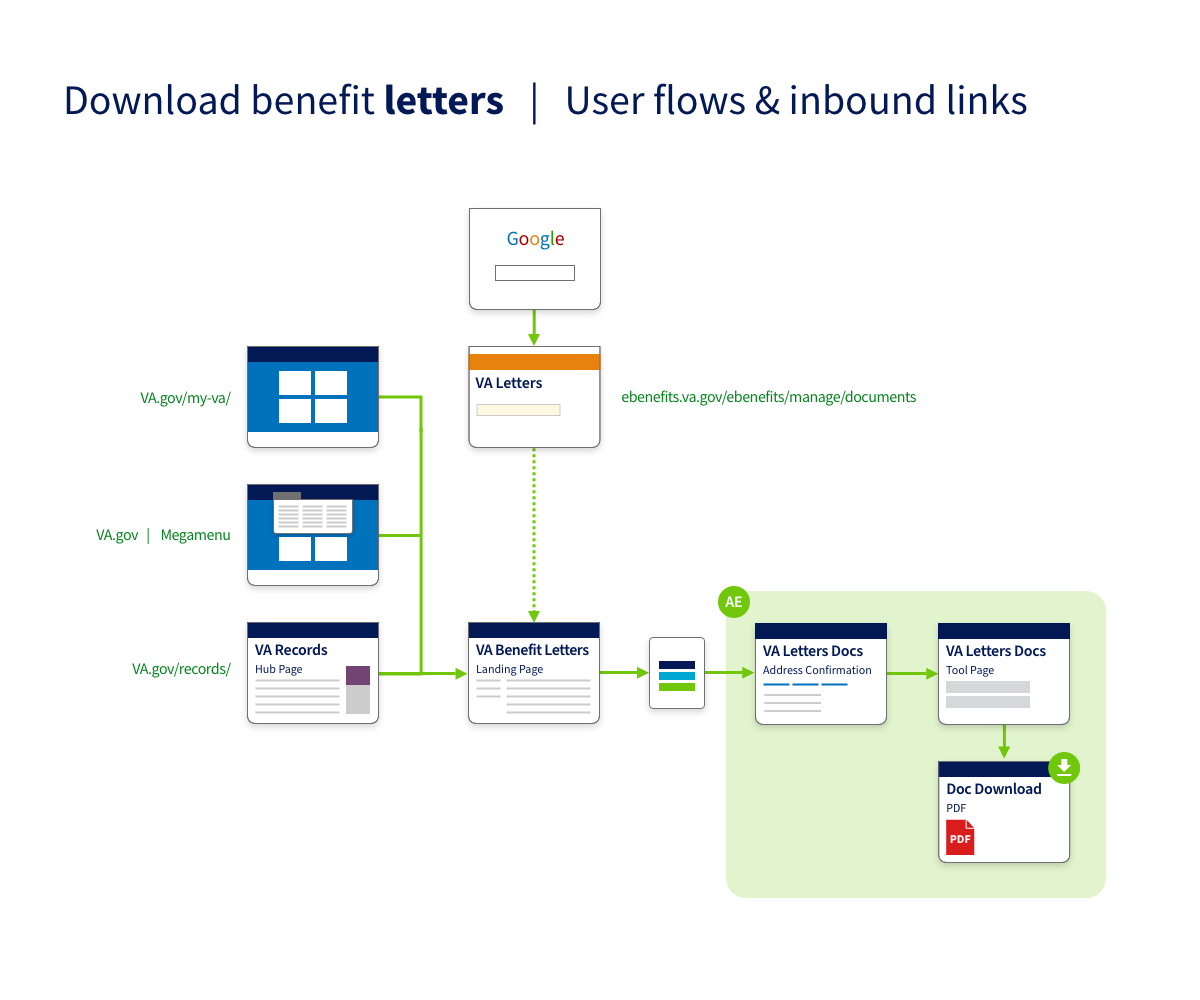 Download benefit letters | User flows & inbound links
Google
VA.gov/my-va/
VA Letters
ebenefits.va.gov/ebenefits/manage/documents
VA.gov | Megamenu
VA.gov/records/
VA Records
Hub Page
VA Benefit Letters
Landing Page
AE
VA Letters Docs
Address Confirmation
VA Letters Docs
Tool Page
Doc Download
PDF
PDF